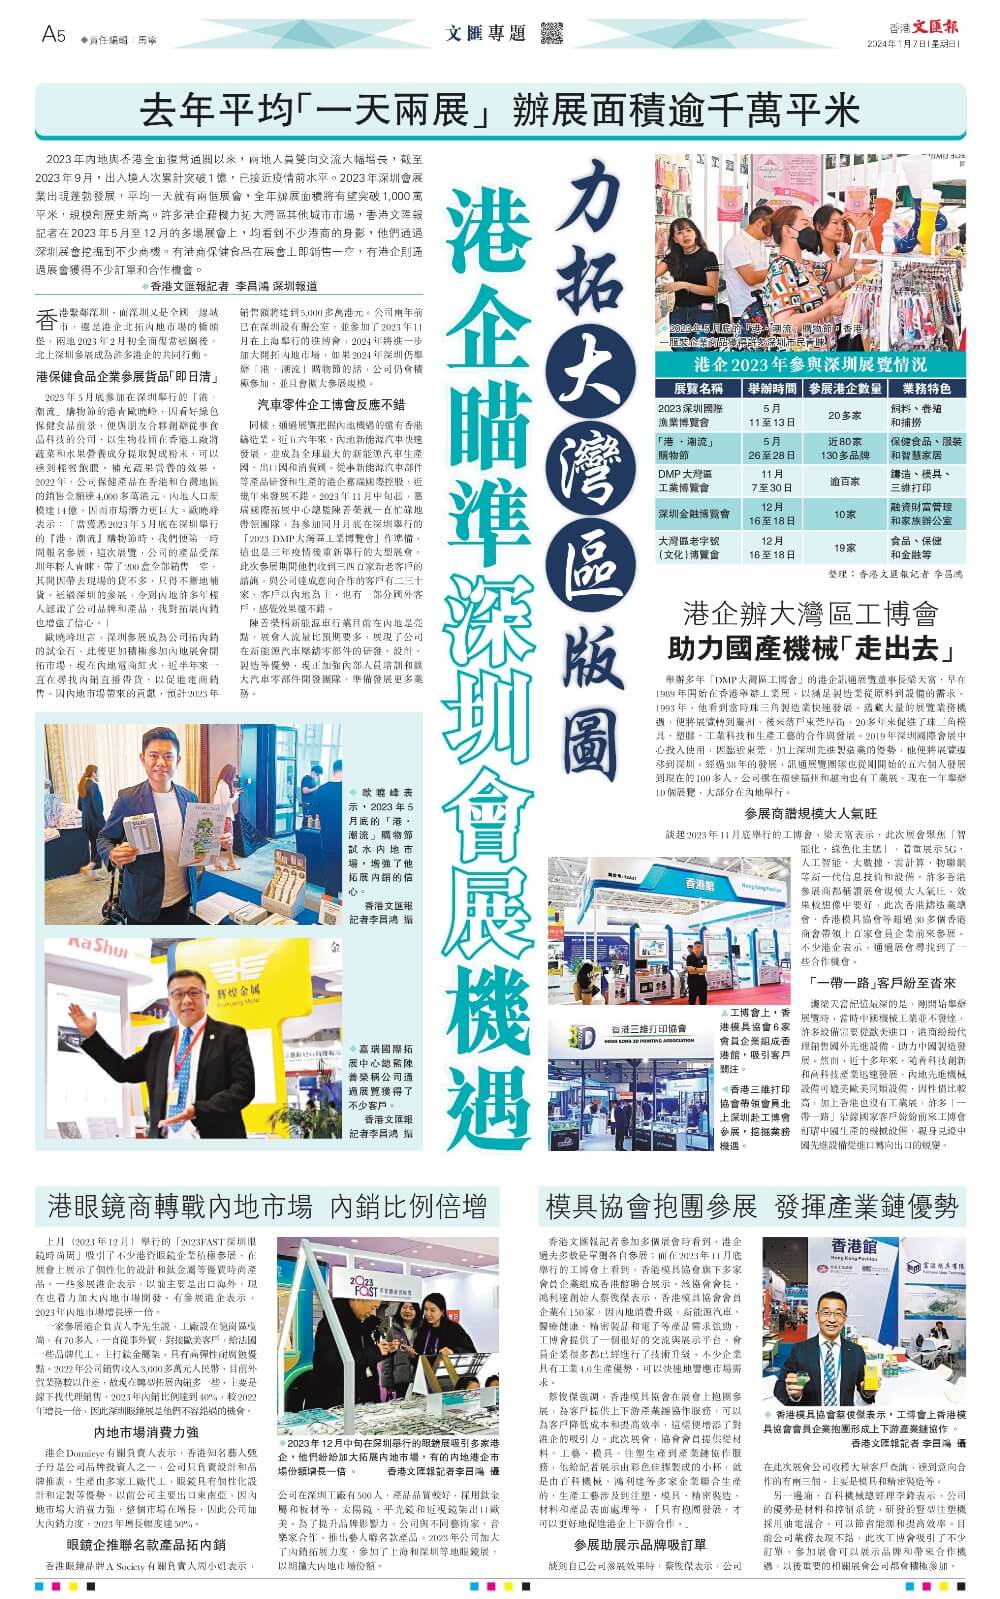 A5
◆責任編輯：馬寧
文匯專題
香港文匯報
2024年1月7日(星期日)
去年平均「一天兩展」 辦展面積逾千萬平米
2023年內地與香港全面復常通關以來，兩地人員雙向交流大幅增長，截至
2023年9月，出入境人次累計突破1億，已接近疫情前水平。2023年深圳會展
業出現蓬勃發展，平均一天就有兩個展會，全年辦展面積將有望突破1,000萬
平米，規模創歷史新高。許多港企藉機力拓大灣區其他城市市場，香港文匯報
記者在2023年5月至12月的多場展會上，均看到不少港商的身影，他們通過
深圳展會挖掘到不少商機。有港商保健食品在展會上即銷售一空，有港企則通
過展會獲得不少訂單和合作機會。
◆香港文匯報記者 李昌鴻 深圳報道
力拓大灣區版圖
港企瞄準深圳會展機遇
香港緊鄰深圳，而深圳又是全國一線城
市，還是港企北拓內地市場的橋頭
堡，兩地2023年2月初全面復常通關後，
北上深圳參展成為許多港企的共同行動。
港保健食品企業參展貨品「即日清」
2023年5月底參加在深圳舉行的「港·
潮流」購物節的港青歐曉峰，因看好綠色
保健食品前景，便與朋友合夥創辦從事食
品科技的公司，以生物技術在香港工廠將
蔬菜和水果營養成分提取製成粉末，可以
達到輕奢飽腹、補充蔬果營養的效果。
2022年，公司保健產品在香港和台灣地區
的銷售金額達4,000多萬港元，內地人口規
模達14億，因而市場潛力更巨大。歐曉峰
表示：「當獲悉2023年5月底在深圳舉行
的『港·潮流』購物節時，我們便第一時
間報名參展，這次展覽，公司的產品受深
圳年輕人青睞，帶了200盒全部銷售一空，
其間因帶去現場的貨不多，只得不斷地補
貨。經過深圳的參展，令到內地許多年輕
人認識了公司品牌和產品，我對拓展內銷
也增強了信心。」
歐曉峰坦言，深圳參展成為公司拓內銷
的試金石，此後更加積極參加內地展會開
拓市場，現在內地電商紅火，近半年來一
直在尋找內銷直播帶貨，以促進電商銷
售。因內地市場帶來的貢獻，預計2023年
銷售額將達到5,000多萬港元。公司兩年前
已在深圳設有辦公室，並參加了2023年11
月在上海舉行的進博會，2024年將進一步
加大開拓內地市場，如果2024年深圳仍舉
辦「港·潮流」購物節的話，公司仍會積
極參加，並且會擴大參展規模。
汽車零件企工博會反應不錯
同樣，通過展覽把握內地機遇的還有香港
鑄造業。近五六年來，內地新能源汽車快速
發展，並成為全球最大的新能源汽車生產
國、出口國和消費國。從事新能源汽車部件
等產品研發和生產的港企嘉瑞國際控股，近
幾年來發展不錯。2023年11月中旬起，嘉
瑞國際拓展中心總監陳善榮就一直忙碌地
帶領團隊，為參加同月月底在深圳舉行的
「2023 DMP大灣區工業博覽會」作準備。
這也是三年疫情後重新舉行的大型展會。
此次參展期間他們收到三四百家新老客戶的
諮詢，與公司達成意向合作的客戶有二三十
家，客戶以內地為主，也有一部分國外客
戶，感覺效果還不錯。
陳善榮稱新能源車行業目前在內地是亮
點，展會人流量比預期要多，展現了公司
在新能源汽車壓鑄零部件的研發、設計、
製造等優勢，現正加強內部人員培訓和擴
大汽車零部件開發團隊，準備發展更多業
務。
◆2023年5月底的「港·潮流」購物節，香港
一服裝企業商品獲得許多深圳市民青睞。
港企2023年參與深圳展覽情況
展覽名稱 舉辦時間 參展港企數量 業務特色
2023深圳國際漁業博覽會 5月11至13日 20多家 飼料、養殖和捕撈
「港·潮流」購物節 5月26至28日 近80家130多品牌 保健食品、服裝和智慧家居
DMP大灣區工業博覽會 11月7至30日 逾百家 鑄造、模具、三維打印
深圳金融博覽會 12月16至18日 10家 融資財富管理和家族辦公室
大灣區老字號(文化)博覽會 12月16至18日 19家 食品、保健和金融等
整理：香港文匯報記者 李昌鴻
港企辦大灣區工博會
助力國產機械「走出去」
舉辦多年「DMP大灣區工博會」的港企訊通展覽董事長梁天富，早在
1989年開始在香港舉辦工業展，以滿足製造業從原料到設備的需求。
1993年，他看到當時珠三角製造業快速發展，蘊藏大量的展覽業務機
遇，便將展覽轉到廣州，後來落戶東莞厚街，20多年來促進了珠三角模
具、塑膠、工業科技和生產工藝的合作與發展。2019年深圳國際會展中
心投入使用，因臨近東莞，加上深圳先進製造業的優勢，他便將展覽遷
移到深圳。經過38年的發展，訊通展覽團隊也從剛開始的五六個人發展
到現在的100多人，公司還在福建福州和越南也有工業展，現在一年舉辦
10個展覽，大部分在內地舉行。
參展商讚規模大人氣旺
談起2023年11月底舉行的工博會，梁天富表示，此次展會聚焦「智
能化、綠色化主題」，着重展示5G、
人工智能、大數據、雲計算、物聯網
等新一代信息技術和設備。許多香港
參展商都稱讚展會規模大人氣旺，效
果較想像中要好，此次香港鑄造業總
會、香港模具協會等超過30多個香港
商會帶領上百家會員企業前來參展。
不少港企表示，通過展會尋找到了一
些合作機會。
「一帶一路」客戶紛至沓來
讓梁天富記憶最深的是，剛開始舉辦
展覽時，當時中國機械工業並不發達，
許多設備需要從歐美進口，港商紛紛代
理銷售國外先進設備，助力中國製造發
展。然而，近十多年來，隨着科技創新
和高科技產業迅速發展，內地先進機械
設備可媲美歐美同類設備，因性價比較
高，加上香港也沒有工業展，許多「一
帶一路」沿線國家客戶紛紛前來工博會
訂購中國生產的機械設備，親身見證中
國先進設備從進口轉向出口的蛻變。
◆歐曉峰表
示，2023年5
月底的「港·
潮流」購物節
試水內地市
場，增強了他
拓展內銷的信
心。
香港文匯報
記者李昌鴻 攝
KaShui
輝煌金屬
◆嘉瑞國際拓
展中心總監陳
善榮稱公司通
過展覽獲得了
不少客戶。
香港文匯報
記者李昌鴻 攝
香港館
Hong Kong Pavilion
▲工博會上，香
港模具協會6家
會員企業組成香
港館，吸引客戶
關注。
3D
香港三維打印協會
HONG KONG 3D PRINTING ASSOCIATION
◀香港三維打印
協會帶領會員北
上深圳赴工博會
參展，挖掘業務
機遇。
港眼鏡商轉戰內地市場 內銷比例倍增
上月（2023年12月）舉行的「2023FAST深圳眼
鏡時尚周」吸引了不少港資眼鏡企業積極參展，在
展會上展示了個性化的設計和鈦金屬等優質時尚產
品。一些參展港企表示，以前主要是出口海外，現
在也着力加大內地市場開發。有參展港企表示，
2023年內地市場增長達一倍。
一家參展港企負責人李先生說，工廠設在龍崗區橫
崗，有70多人，一直從事外貿，對接歐美客戶，給法國
一些品牌代工，主打鈦金屬架，具有高彈性耐腐蝕優
點。2022年公司銷售收入3,000多萬元人民幣，目前外
貿業務較以往差，故現在轉型拓展內銷多一些，主要是
線下找代理銷售，2023年內銷比例達到40%，較2022
年增長一倍，因此深圳眼鏡展是他們不容錯過的機會。
內地市場消費力強
港企Donnieye有關負責人表示，香港知名藝人甄
子丹是公司品牌投資人之一，公司只負責設計和品
牌推素，生產由多家工廠代工，眼鏡具有個性化設
計和定製等優勢。以前公司主要出口東南亞，因內
地市場大消費力強，整個市場在增長，因此公司加
大內銷力度，2023年增長幅度達50%。
眼鏡企推聯名款產品拓內銷
香港眼鏡品牌A Society有關負責人周小姐表示，
2023
FAST
◆2023年12月中旬在深圳舉行的眼鏡展吸引多家港
企，他們紛紛加大拓展內地市場，有的內地港企市
場份額增長一倍。 香港文匯報記者李昌鴻 攝
公司在深圳工廠有500人，產品品質較好，採用鈦金
屬和板材等，太陽鏡、平光鏡和近視鏡架出口歐
美。為了提升品牌影響力，公司與不同藝術家、音
樂家合作，推出藝人聯名款產品。2023年公司加大
了內銷拓展力度，參加了上海和深圳等地眼鏡展，
以期擴大內地市場份額。
模具協會抱團參展 發揮產業鏈優勢
香港文匯報記者參加多個展會時看到，港企
過去多數是單獨各自參展；而在2023年11月底
舉行的工博會上看到，香港模具協會旗下多家
會員企業組成香港館聯合展示。該協會會長、
鴻利達創始人蔡俊傑表示，香港模具協會會員
企業有150家，因內地消費升級，新能源汽車、
醫療健康、精密製品和電子等產品需求強勁，
工博會提供了一個很好的交流與展示平台。會
員企業很多都已經進行了技術升級，不少企業
具有工業4.0生產優勢，可以快速地響應市場需
求。
蔡俊傑強調，香港模具協會在展會上抱團參
展，為客戶提供上下游產業鏈協作服務，可以
為客戶降低成本和提高效率，這樣便增添了對
港企的吸引力。此次展會，協會會員提供從材
料、工藝、模具、注塑生產到產業鏈協作服
務，他給記者展示由彩色硅膠製成的小杯，就
是由百利機械、鴻利達等多家企業聯合生產
的，生產工藝涉及到注塑、模具、精密製造、
材料和產品表面處理等，「只有抱團發展，才
可以更好地促進港企上下游合作。」
參展助展示品牌吸訂單
談到自己公司參展效果時，蔡俊傑表示，公司
香港館
Hong Kong Pavilion
◆ 香港模具協會蔡俊傑表示，工博會上香港模
具協會會員企業抱團形成上下游產業鏈協作。
香港文匯報記者李昌鴻 攝
在此次展會公司收獲大量客戶查詢，達到意向合
作的有兩三個，主要是模具和精密製造等。
另一邊廂，百利機械總經理李鋒表示，公司
的優勢是材料和控制系統，研發的豎型注塑機
採用油電混合，可以節省能源和提高效率。目
前公司業務表現不錯，此次工博會吸引了不少
訂單，參加展會可以展示品牌和帶來合作機
遇，以後重要的相關展會公司都會積極參加。